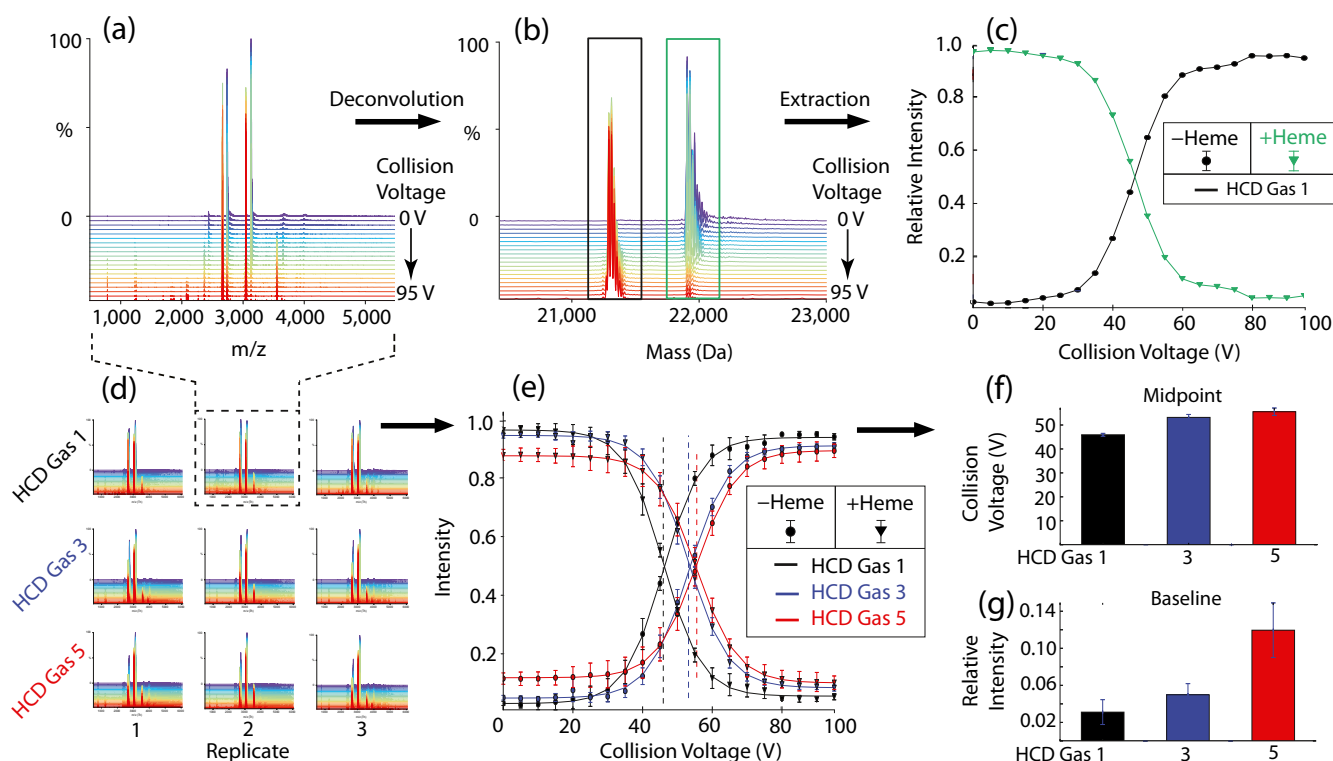 (a)
100
%
0
Deconvolution
Collision
Voltage
0 V
95 V
1,000 2,000 3,000 4,000 5,000
m/z
(b)
100
%
0
Extraction
Collision
Voltage
0 V
95 V
21,000 22,000 23,000
Mass (Da)
(c)
1.0
0.8
0.6
0.4
0.2
0
Relative Intensity
–Heme +Heme
HCD Gas 1
0 20 40 60 80 100
Collision Voltage (V)
(d)
HCD Gas 1
HCD Gas 3
HCD Gas 5
1 2 3
Replicate
(e)
1.0
0.8
0.6
0.4
0.2
Intensity
–Heme +Heme
HCD Gas 1
HCD Gas 3
HCD Gas 5
0 20 40 60 80 100
Collision Voltage (V)
(f)
Midpoint
Collision
Voltage (V)
50
40
30
20
10
HCD Gas 1 3 5
(g)
Baseline
Relative
Intensity
0.14
0.10
0.06
0.02
HCD Gas 1 3 5